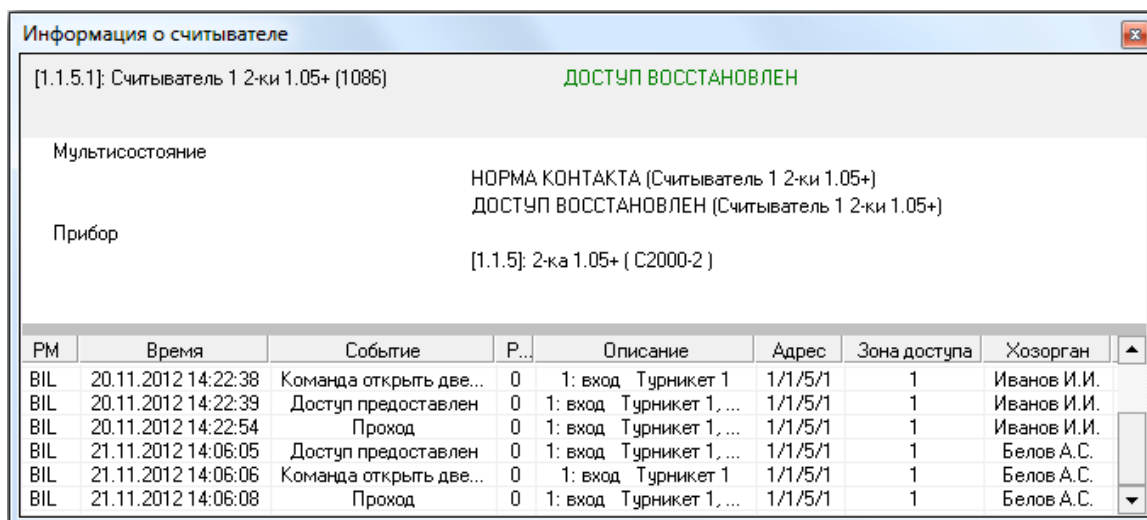 Информация о считывателе
[1.1.5.1]: Считыватель 1 2-ки 1.05+ (1086) ДОСТУП ВОССТАНОВЛЕН
Мультисостояние
НОРМА КОНТАКТА (Считыватель 1 2-ки 1.05+)
ДОСТУП ВОССТАНОВЛЕН (Считыватель 1 2-ки 1.05+)
Прибор
[1.1.5]: 2-ка 1.05+ ( С2000-2 )
РМ Время Событие Р... Описание Адрес Зона доступа Хозорган
BIL 20.11.2012 14:22:38 Команда открыть две... 0 1: вход Турникет 1 1/1/5/1 1 Иванов И.И.
BIL 20.11.2012 14:22:39 Доступ предоставлен 0 1: вход Турникет 1, ... 1/1/5/1 1 Иванов И.И.
BIL 20.11.2012 14:22:54 Проход 0 1: вход Турникет 1, ... 1/1/5/1 1 Иванов И.И.
BIL 21.11.2012 14:06:05 Доступ предоставлен 0 1: вход Турникет 1, ... 1/1/5/1 1 Белов А.С.
BIL 21.11.2012 14:06:06 Команда открыть две... 0 1: вход Турникет 1 1/1/5/1 1 Белов А.С.
BIL 21.11.2012 14:06:08 Проход 0 1: вход Турникет 1, ... 1/1/5/1 1 Белов А.С.